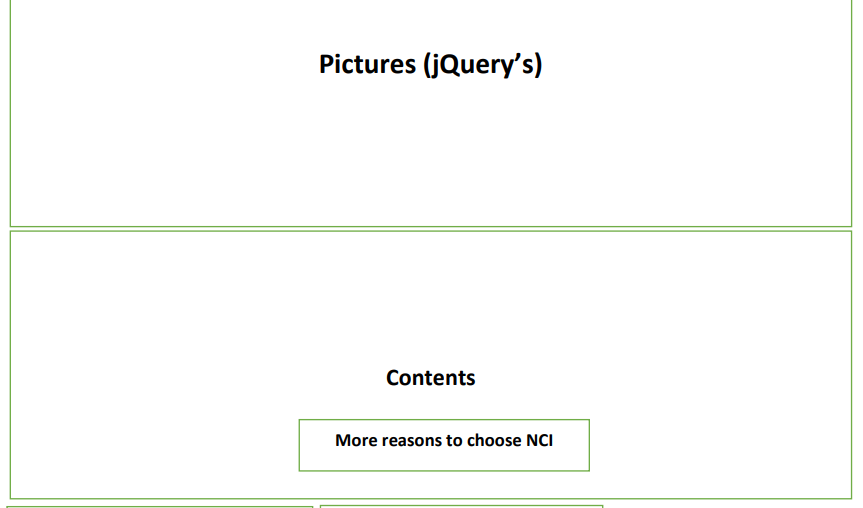 Pictures (jQuery’s)
Contents
More reasons to choose NCI